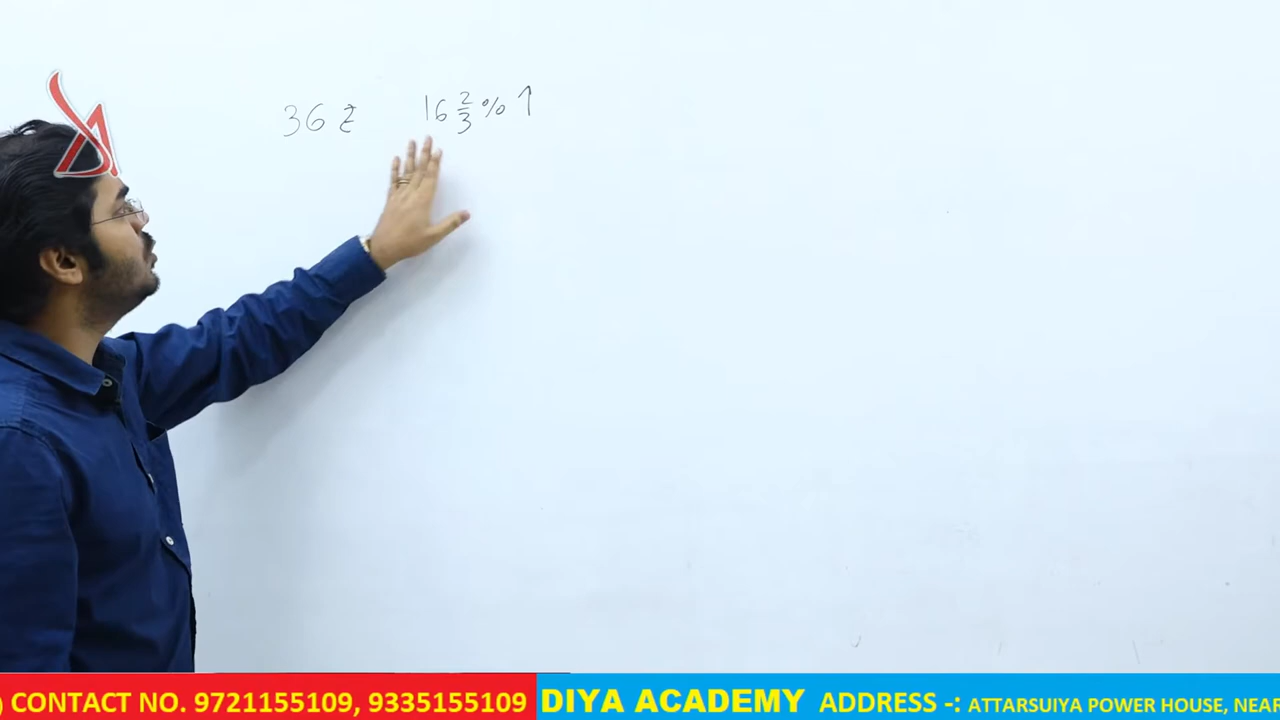 36 ₹ 16 2/3 % ↑
) CONTACT NO. 9721155109, 9335155109 DIYA ACADEMY ADDRESS -: ATTARSUIYA POWER HOUSE, NEAR